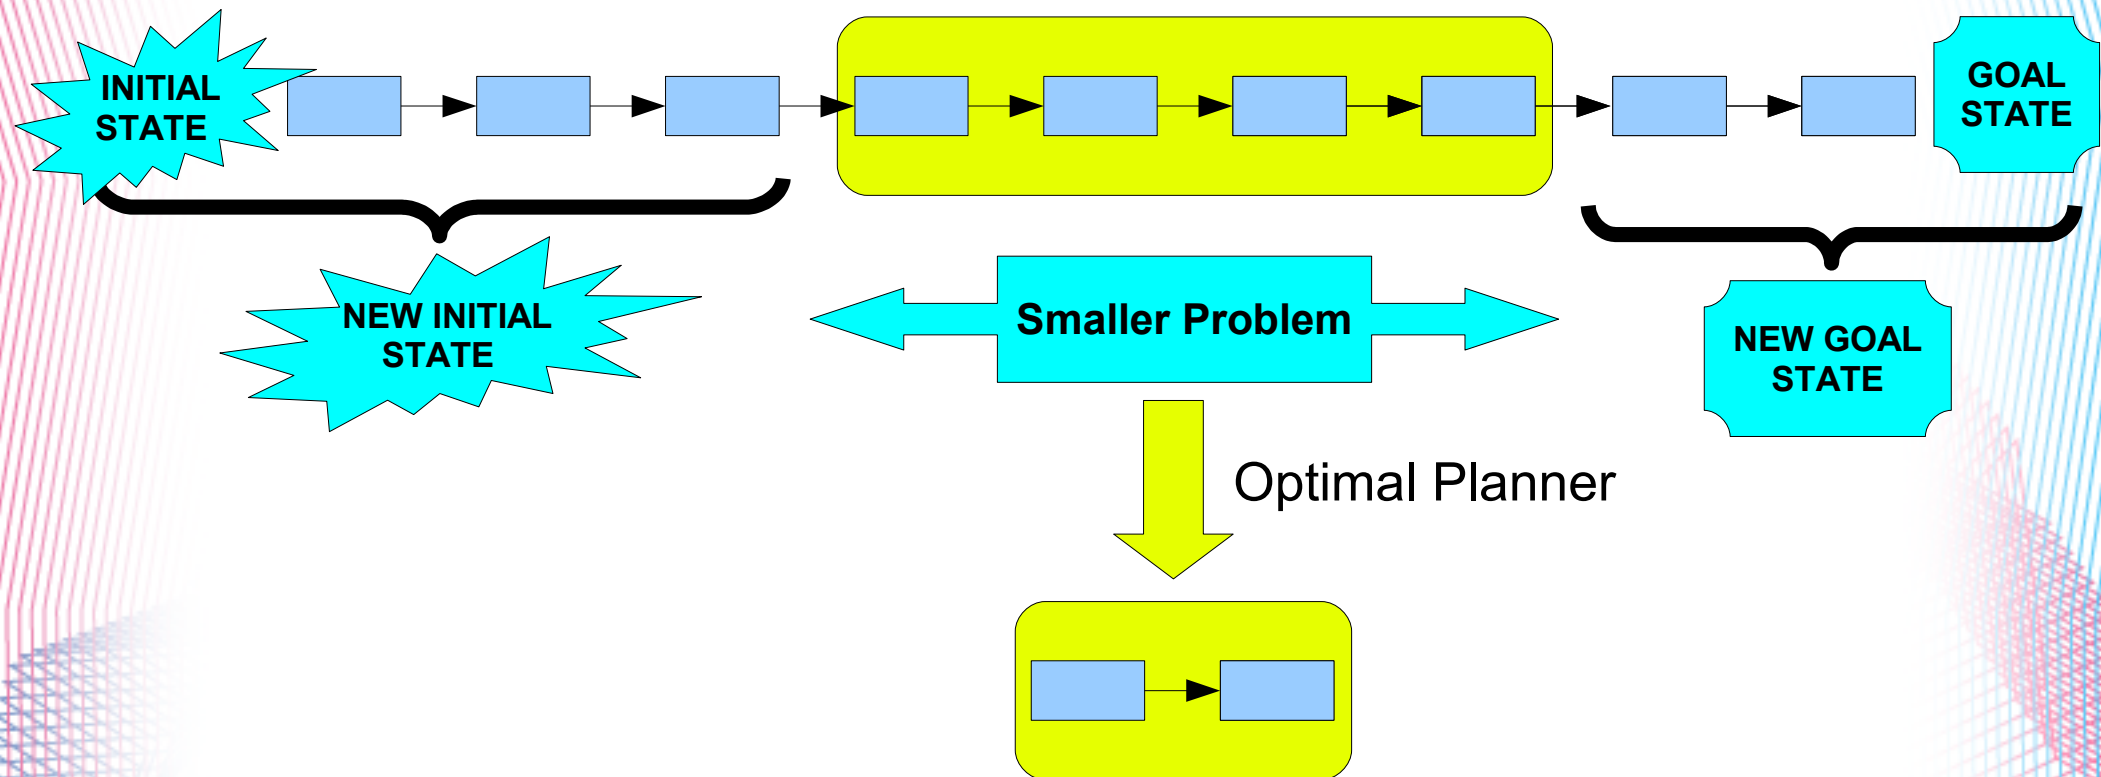 INITIAL
STATE
GOAL
STATE
NEW INITIAL
STATE
Smaller Problem
NEW GOAL
STATE
Optimal Planner